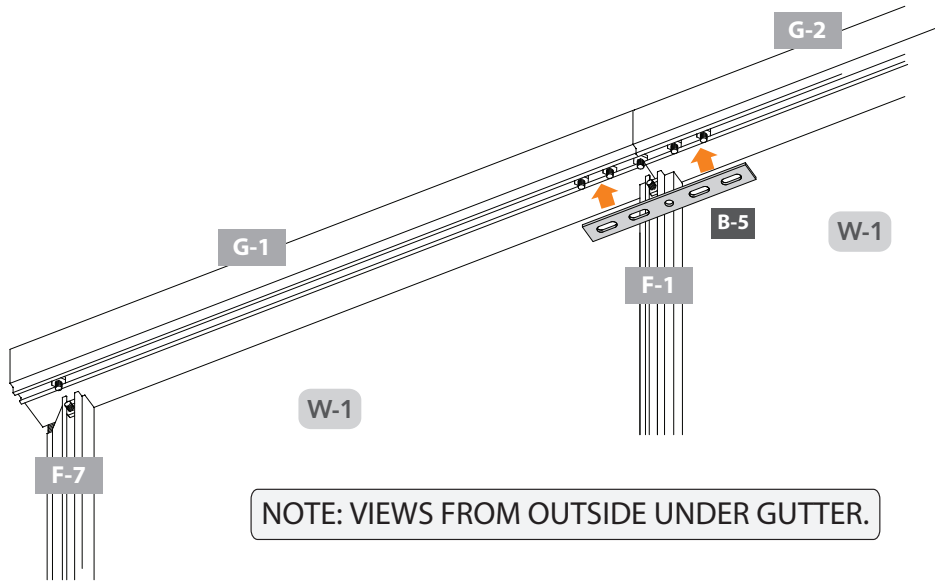 G-2
G-1
B-5
W-1
F-1
W-1
F-7
NOTE: VIEWS FROM OUTSIDE UNDER GUTTER.